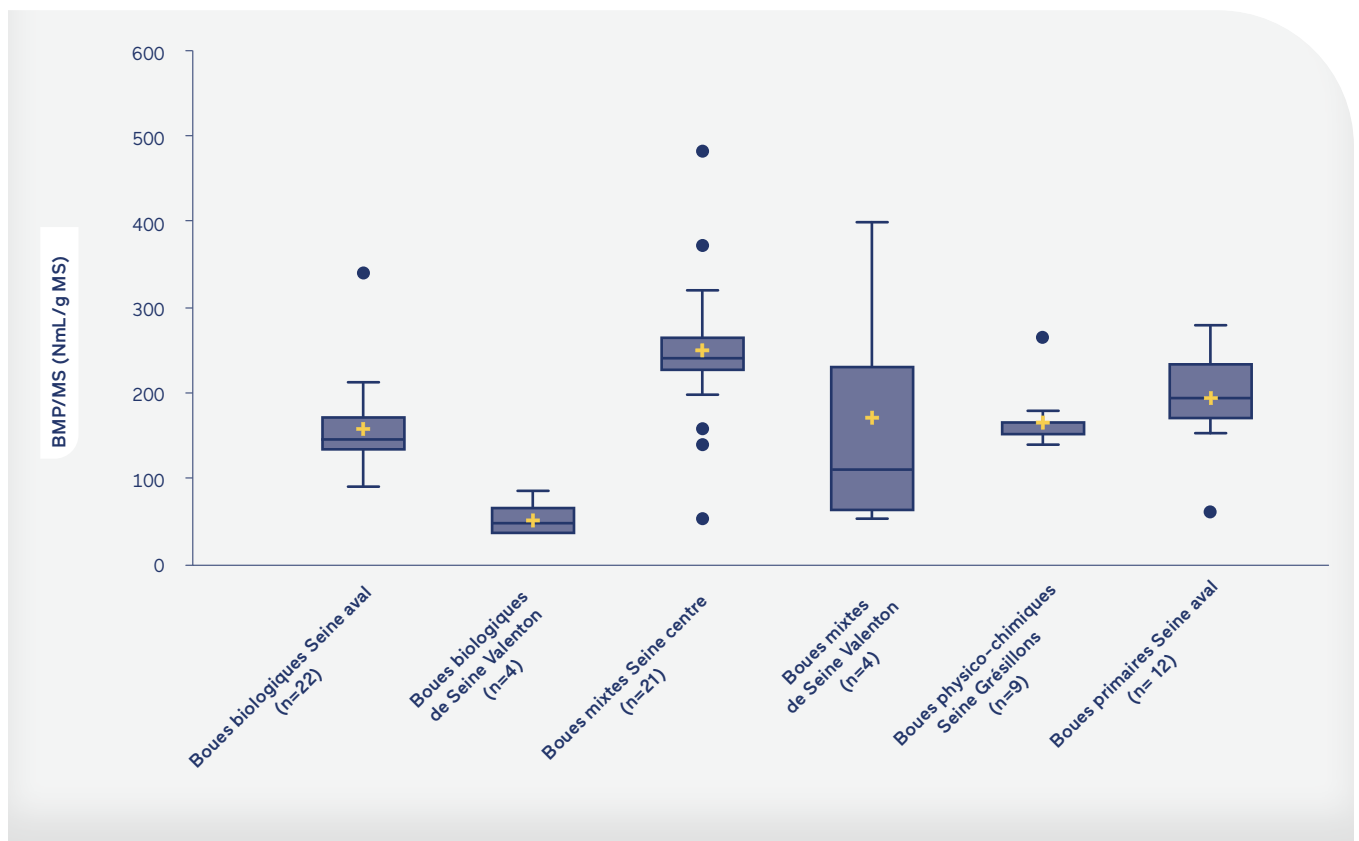 600
500
400
300
200
100
0
BMP/MS (NmL/g MS)
Boues biologiques Seine aval
(n=22)
Boues biologiques
de Seine Valenton
(n=4)
Boues mixtes Seine centre
(n=21)
Boues mixtes
de Seine Valenton
(n=4)
Boues physico-chimiques
Seine Grésillons
(n=9)
Boues primaires Seine aval
(n= 12)